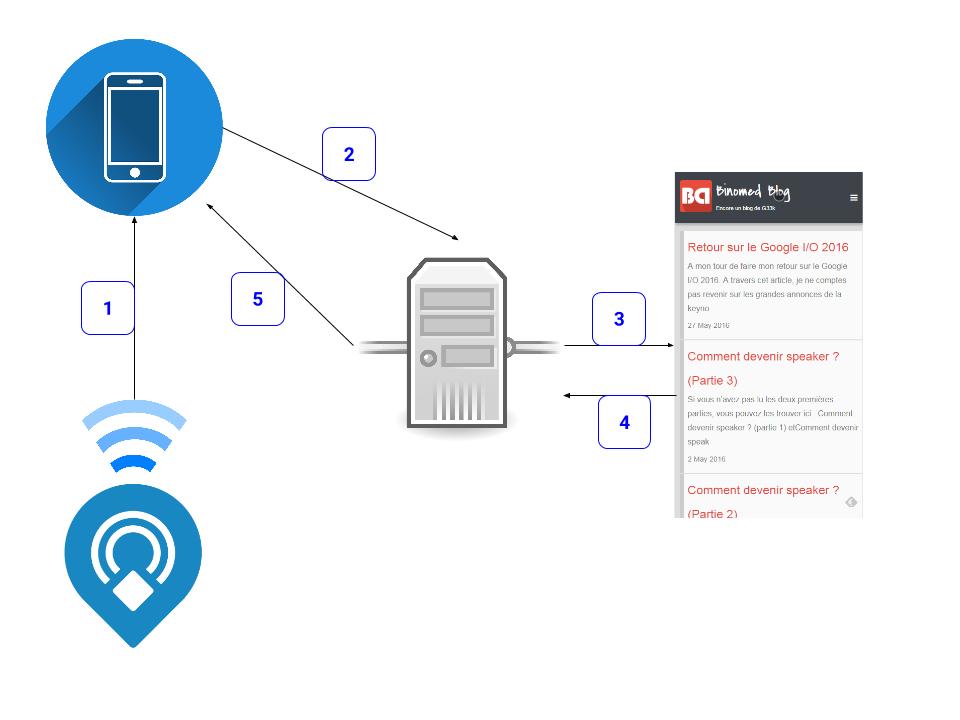 2
BG Binomed Blog
Encore un blog de G33k
Retour sur le Google I/O 2016
A mon tour de faire mon retour sur le Google
I/O 2016. A travers cet article, je ne comptes
pas revenir sur les grandes annonces de la
keyno
27 May 2016
1
5
3
Comment devenir speaker ?
(Partie 3)
Si vous n'avez pas lu les deux premières
parties, vous pouvez les trouver ici : Comment
devenir speaker ? (partie 1) etComment devenir
speak
2 May 2016
4
Comment devenir speaker ?
(Partie 2)